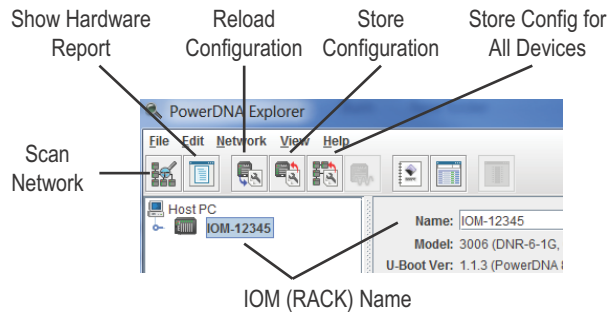 Show Hardware
Report
Reload
Configuration
Store
Configuration
Store Config for
All Devices
Scan
Network
PowerDNA Explorer
File Edit Network View Help
Host PC
IOM-12345
Name: IOM-12345
Model: 3006 (DNR-6-1G,
U-Boot Ver: 1.1.3 (PowerDNA
IOM (RACK) Name